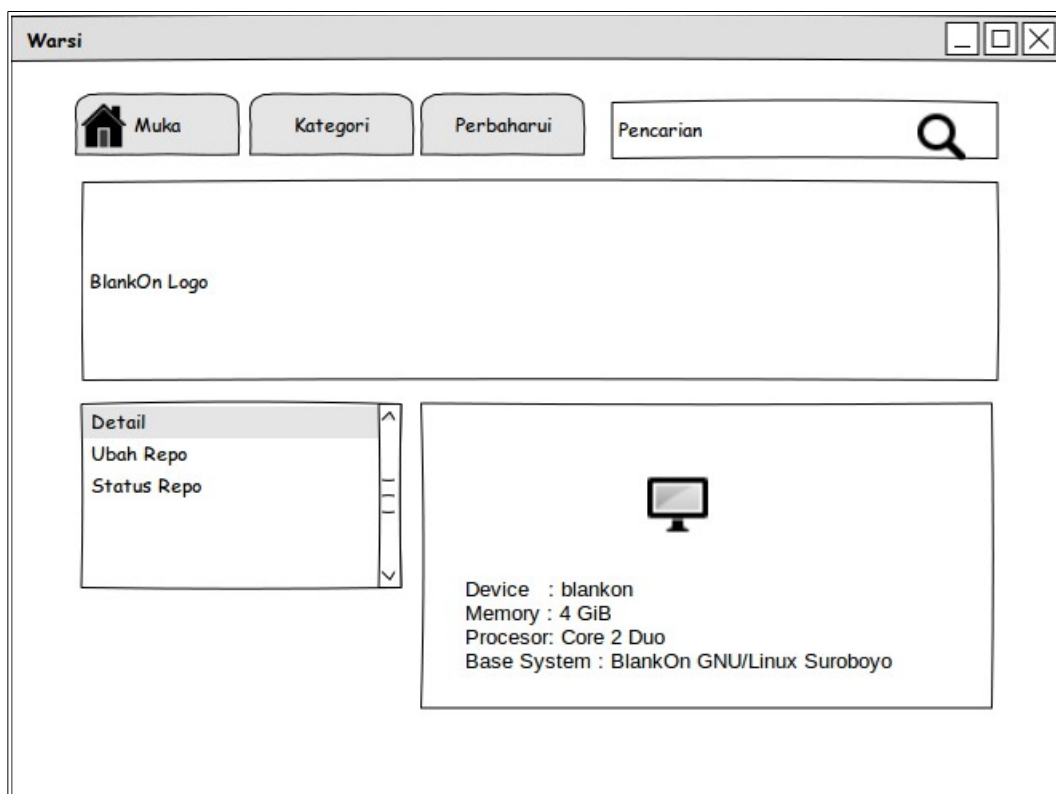 Warsi
Muka
Kategori
Perbaharui
Pencarian
BlankOn Logo
Detail
Ubah Repo
Status Repo
Device : blankon
Memory : 4 GiB
Procesor: Core 2 Duo
Base System : BlankOn GNU/Linux Suroboyo